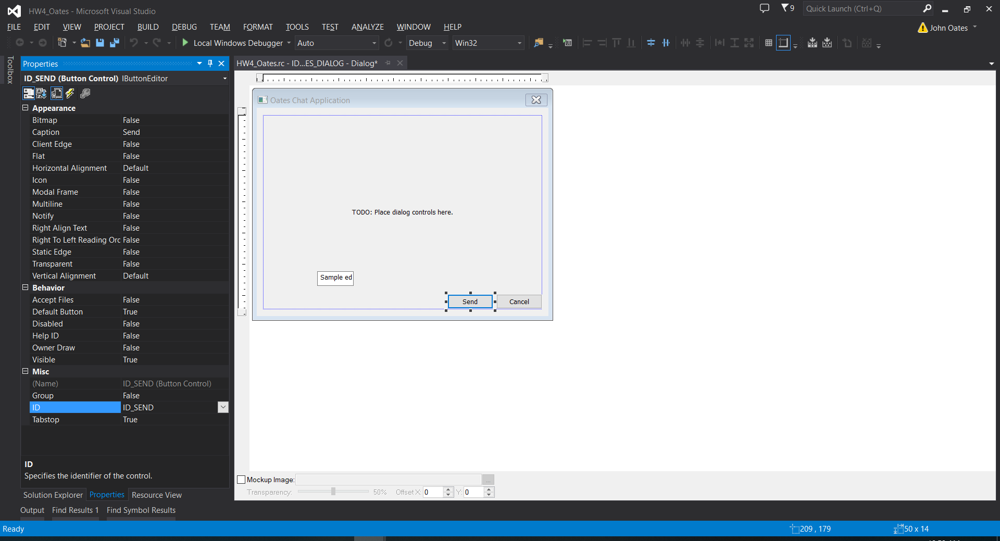 HW4_Oates - Microsoft Visual Studio
9
Quick Launch (Ctrl+Q)
FILE EDIT VIEW PROJECT BUILD DEBUG TEAM FORMAT TOOLS TEST ANALYZE WINDOW HELP
John Oates
Local Windows Debugger Auto Debug Win32
Toolbox
Properties
ID_SEND (Button Control) IButtonEditor
Appearance
Bitmap False
Caption Send
Client Edge False
Flat False
Horizontal Alignment Default
Icon False
Modal Frame False
Multiline False
Notify False
Right Align Text False
Right To Left Reading Orc False
Static Edge False
Transparent False
Vertical Alignment Default
Behavior
Accept Files False
Default Button True
Disabled False
Help ID False
Owner Draw False
Visible True
Misc
(Name) ID_SEND (Button Control)
Group False
ID ID_SEND
Tabstop True
ID
Specifies the identifier of the control.
Solution Explorer Properties Resource View
Output Find Results 1 Find Symbol Results
HW4_Oates.rc - ID...ES_DIALOG - Dialog*
Oates Chat Application
TODO: Place dialog controls here.
Sample ed
Send Cancel
Mockup Image: ...
Transparency: 50% Offset X: 0 Y: 0
Ready 209 , 179 50 x 14